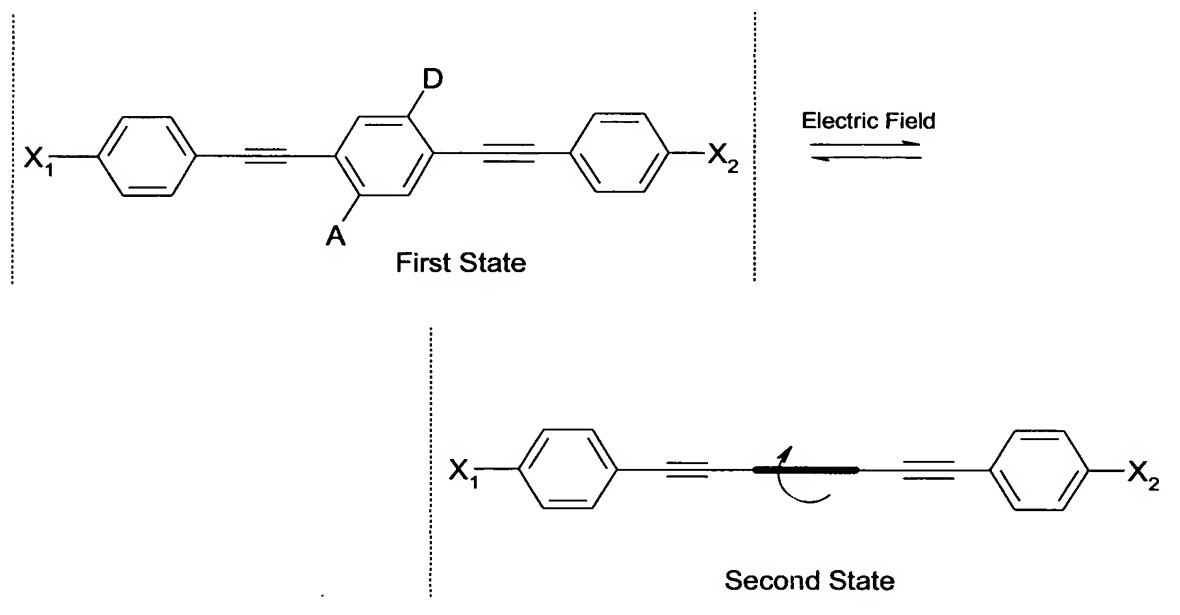 D
Electric Field
X₁
X₂
A
First State
X₁
X₂
Second State